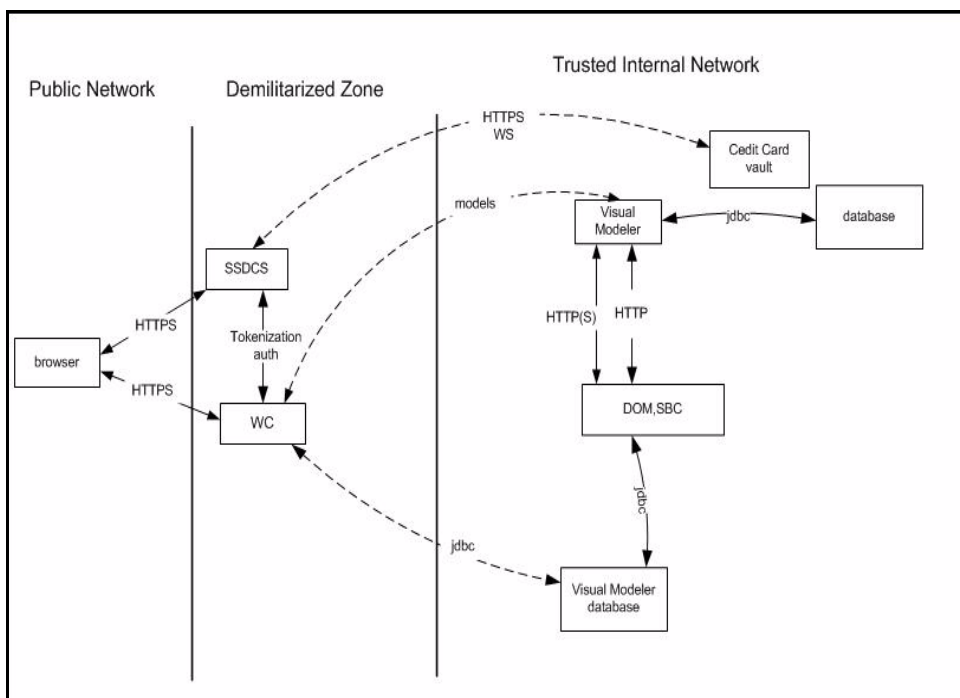 Trusted Internal Network
Public Network
Demilitarized Zone
HTTPS
WS
Cedit Card
vault
models
Visual
Modeler
jdbc
database
SSDCS
HTTPS
Tokenization
auth
HTTP(S)
HTTP
browser
HTTPS
WC
DOM,SBC
jdbc
jdbc
Visual Modeler
database